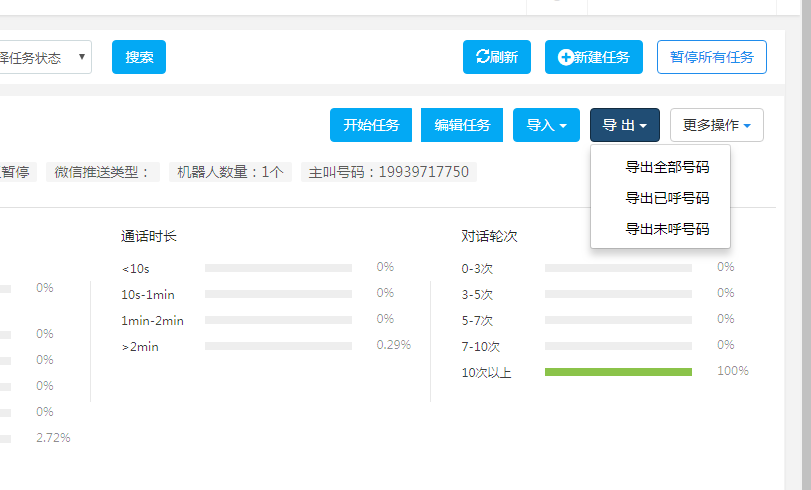 择任务状态 搜索 刷新 新建任务 暂停所有任务
开始任务 编辑任务 导入 导 出 更多操作
暂停 微信推送类型： 机器人数量：1个 主叫号码：19939717750
导出全部号码
导出已呼号码
导出未呼号码
通话时长 对话轮次
<10s 0% 0-3次 0%
0%
10s-1min 0% 3-5次 0%
1min-2min 0% 5-7次 0%
0%
>2min 0.29% 7-10次 0%
0%
10次以上 100%
0%
0%
2.72%